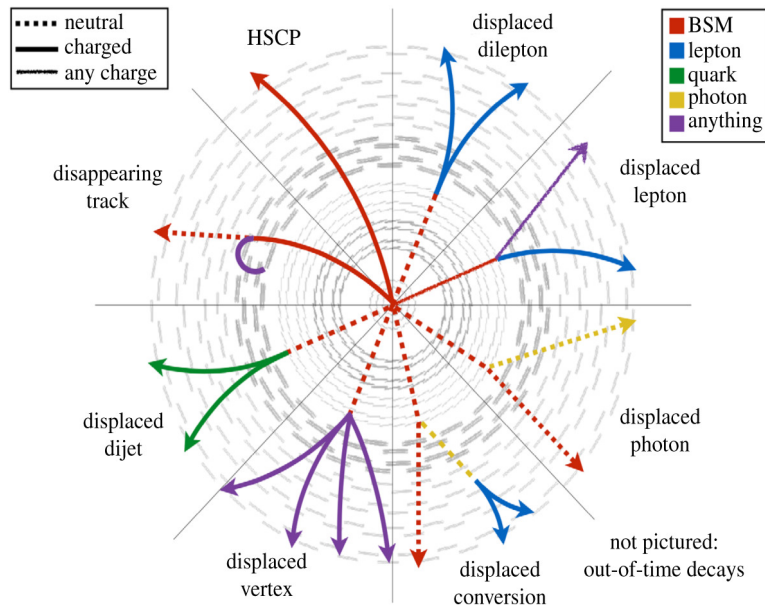 neutral
charged
any charge
HSCP
displaced
dilepton
BSM
lepton
quark
photon
anything
displaced
lepton
disappearing
track
displaced
dijet
displaced
photon
displaced
vertex
displaced
conversion
not pictured:
out-of-time decays